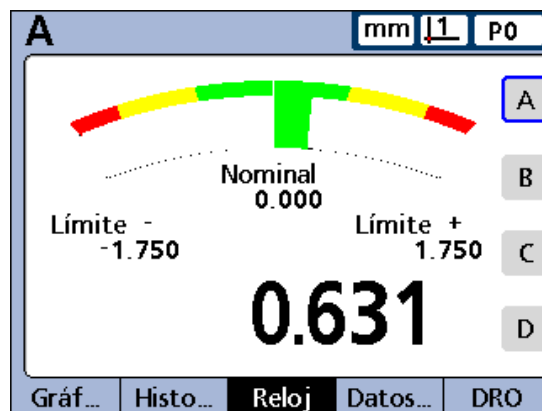 A
mm 1 P0
A
Nominal
0.000
B
Límite -
-1.750
Límite +
1.750
C
0.631
D
Gráf... Histo... Reloj Datos... DRO